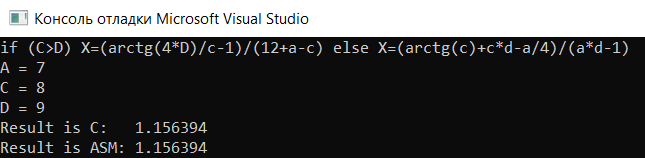 Консоль отладки Microsoft Visual Studio
if (C>D) X=(arctg(4*D)/c-1)/(12+a-c) else X=(arctg(c)+c*d-a/4)/(a*d-1)
A = 7
C = 8
D = 9
Result is C:   1.156394
Result is ASM: 1.156394